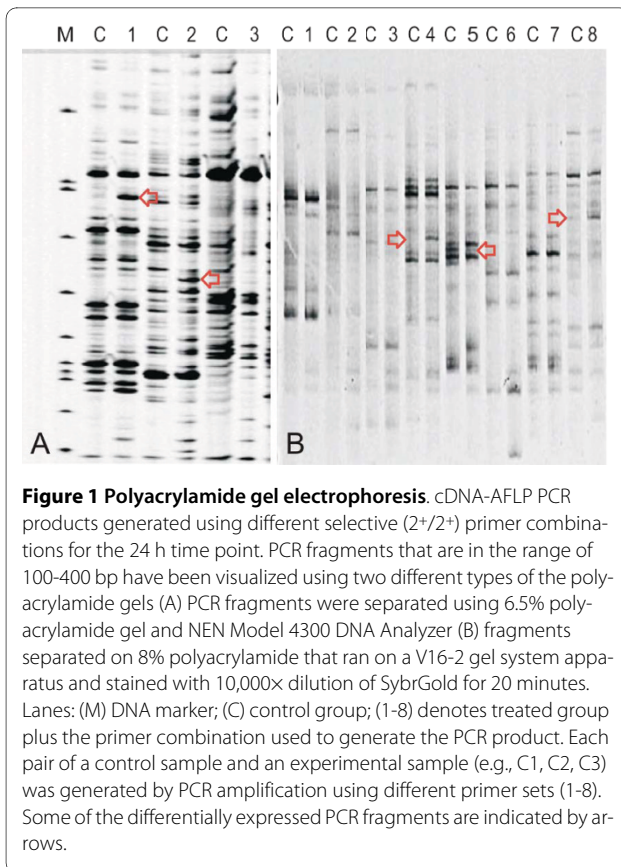 M C 1 C 2 C 3 C 1 C 2 C 3 C 4 C 5 C 6 C 7 C 8
A B
Figure 1 Polyacrylamide gel electrophoresis. cDNA-AFLP PCR
products generated using different selective (2+/2+) primer combina-
tions for the 24 h time point. PCR fragments that are in the range of
100-400 bp have been visualized using two different types of the poly-
acrylamide gels (A) PCR fragments were separated using 6.5% poly-
acrylamide gel and NEN Model 4300 DNA Analyzer (B) fragments
separated on 8% polyacrylamide that ran on a V16-2 gel system appa-
ratus and stained with 10,000× dilution of SybrGold for 20 minutes.
Lanes: (M) DNA marker; (C) control group; (1-8) denotes treated group
plus the primer combination used to generate the PCR product. Each
pair of a control sample and an experimental sample (e.g., C1, C2, C3)
was generated by PCR amplification using different primer sets (1-8).
Some of the differentially expressed PCR fragments are indicated by ar-
rows.